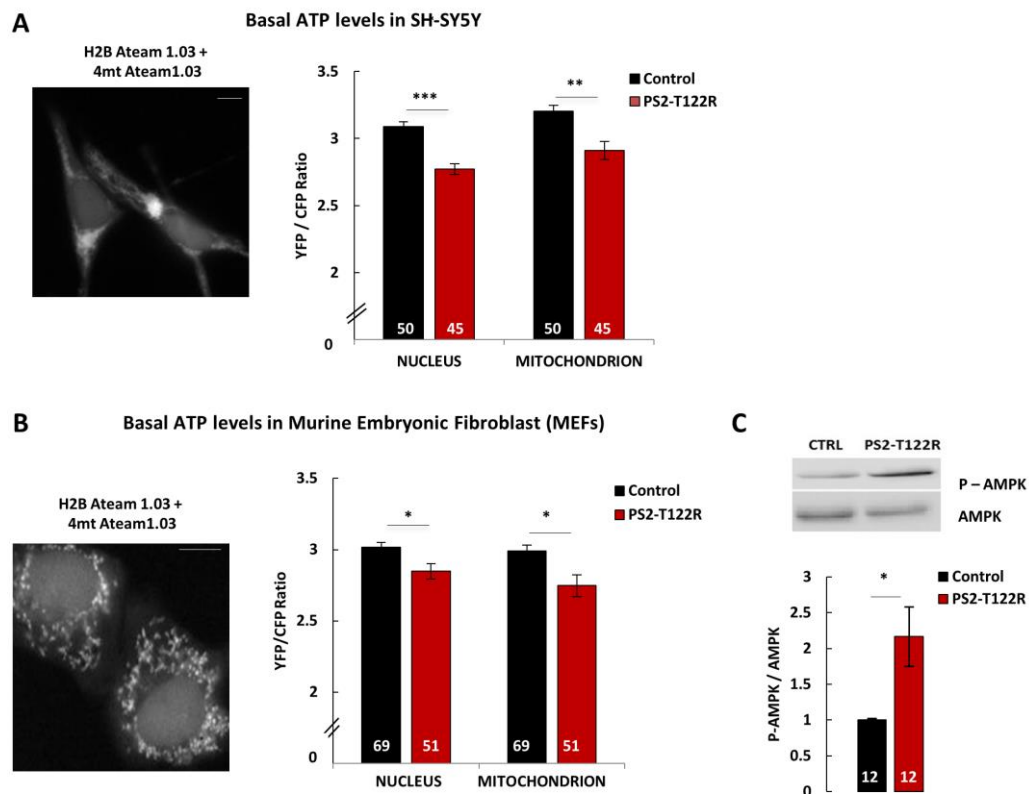 A
Basal ATP levels in SH-SY5Y
H2B Ateam 1.03 +
4mt Ateam1.03
3.5
3
2.5
2
0
YFP / CFP Ratio
***
**
Control
PS2-T122R
50
45
50
45
NUCLEUS
MITOCHONDRION
B
Basal ATP levels in Murine Embryonic Fibroblast (MEFs)
H2B Ateam 1.03 +
4mt Ateam1.03
3.5
3
2.5
2
0
YFP/CFP Ratio
*
*
Control
PS2-T122R
69
51
69
51
NUCLEUS
MITOCHONDRION
C
CTRL PS2-T122R
P – AMPK
AMPK
3
2.5
2
1.5
1
0.5
0
P-AMPK / AMPK
*
Control
PS2-T122R
12
12